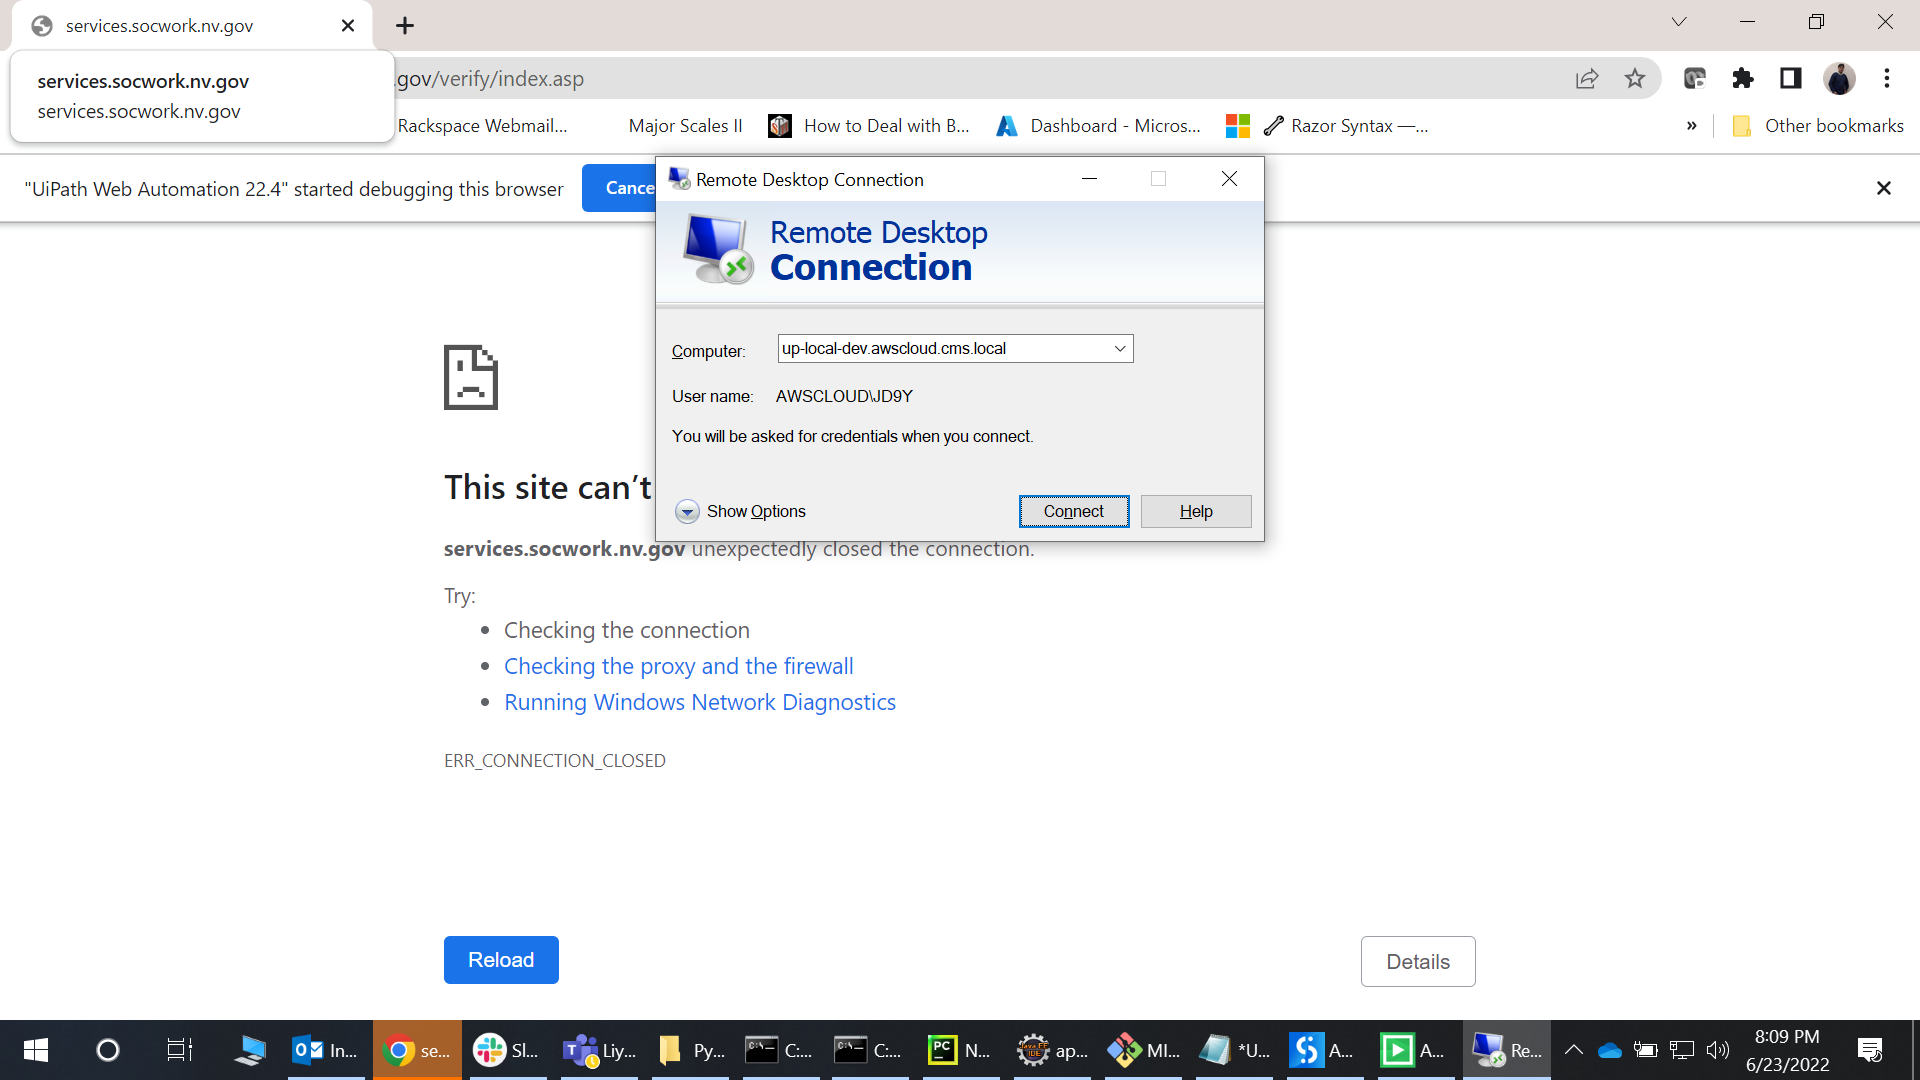 services.socwork.nv.gov
services.socwork.nv.gov
services.socwork.nv.gov
.gov/verify/index.asp
Rackspace Webmail...
Major Scales II
How to Deal with B...
Dashboard - Micros...
Razor Syntax —...
»
Other bookmarks
"UiPath Web Automation 22.4" started debugging this browser
Cance
Remote Desktop Connection
Remote Desktop
Connection
Computer:
up-local-dev.awscloud.cms.local
User name:
AWSCLOUD\JD9Y
You will be asked for credentials when you connect.
Show Options
Connect
Help
This site can't
services.socwork.nv.gov unexpectedly closed the connection.
Try:
• Checking the connection
• Checking the proxy and the firewall
• Running Windows Network Diagnostics
ERR_CONNECTION_CLOSED
Reload
Details
In...
se...
Sl...
Liy...
Py...
C:...
C:...
N...
ap...
MI...
*U...
A...
A...
Re...
8:09 PM
6/23/2022